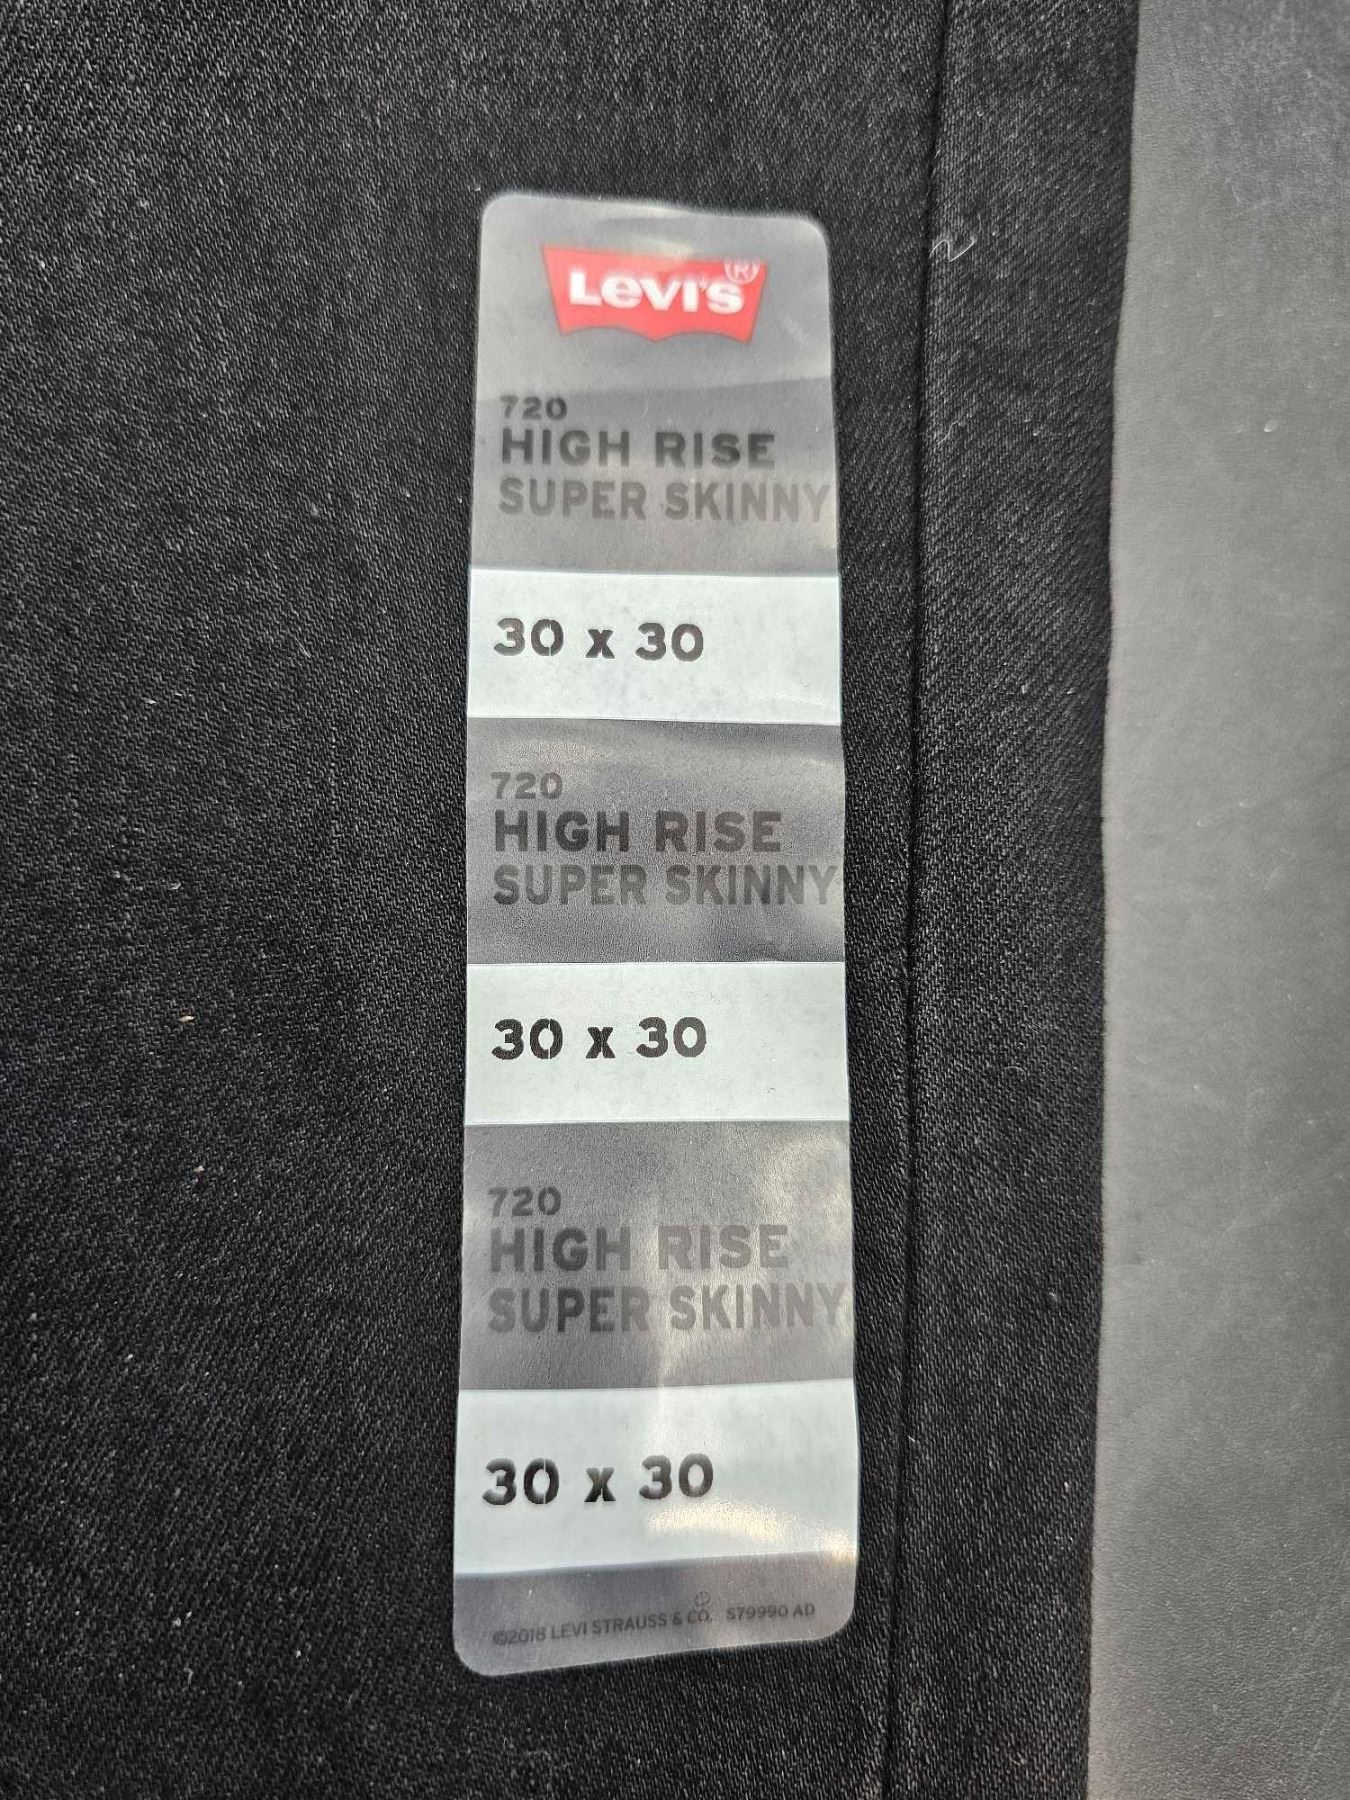 Levi's®
720
HIGH RISE
SUPER SKINNY
30 x 30
720
HIGH RISE
SUPER SKINNY
30 x 30
720
HIGH RISE
SUPER SKINNY
30 x 30
©2018 LEVI STRAUSS & CO. S79990 AD